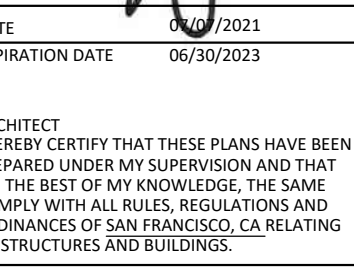 TE 07/07/2021
PIRATION DATE 06/30/2023
CHITECT
EREBY CERTIFY THAT THESE PLANS HAVE BEEN
EPARED UNDER MY SUPERVISION AND THAT
THE BEST OF MY KNOWLEDGE, THE SAME
MPLY WITH ALL RULES, REGULATIONS AND
DINANCES OF SAN FRANCISCO, CA RELATING
STRUCTURES AND BUILDINGS.